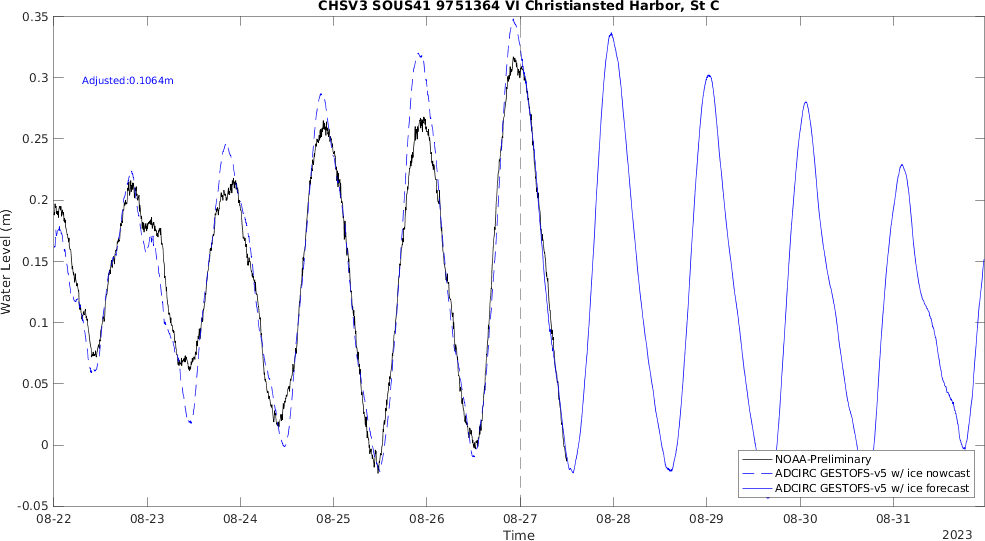 CHSV3 SOUS41 9751364 VI Christiansted Harbor, St C
0.35
0.3
0.25
0.2
0.15
0.1
0.05
0
-0.05
Water Level (m)
Adjusted:0.1064m
NOAA-Preliminary
ADCIRC GESTOFS-v5 w/ ice nowcast
ADCIRC GESTOFS-v5 w/ ice forecast
08-22 08-23 08-24 08-25 08-26 08-27 08-28 08-29 08-30 08-31
Time
2023